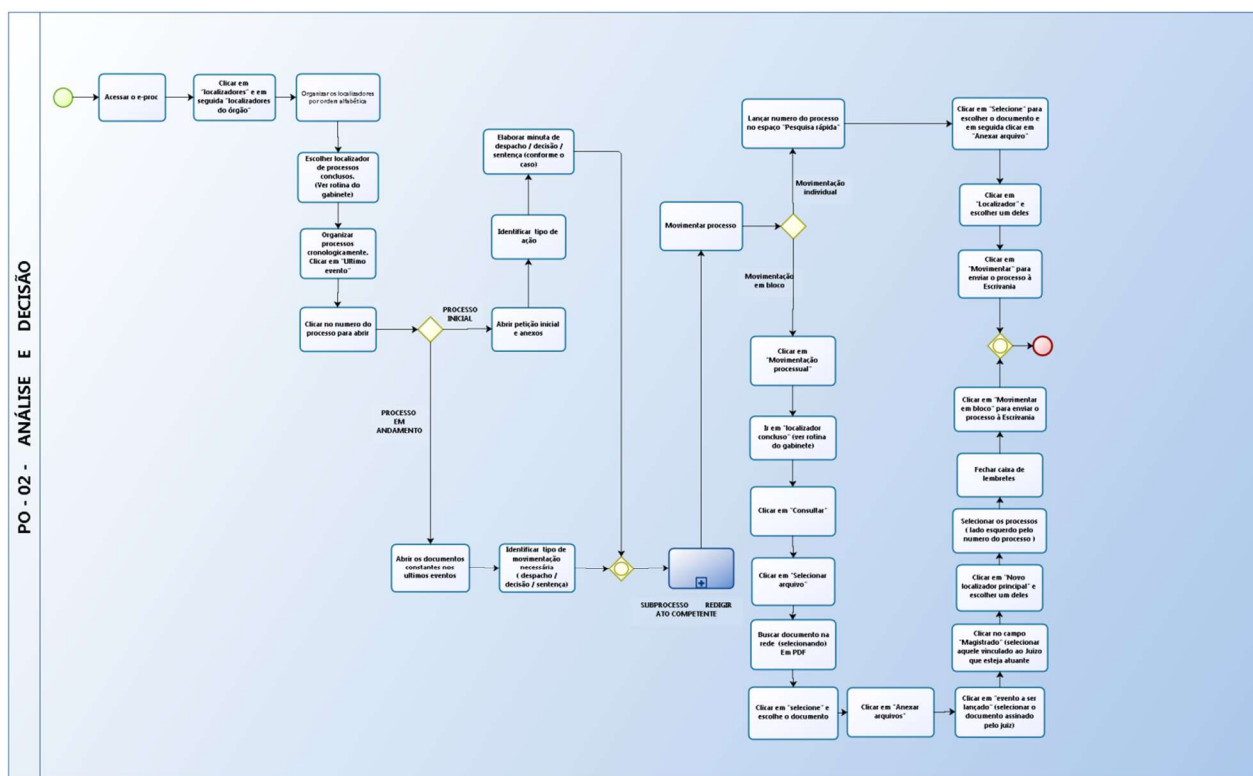 PO - 02 - ANÁLISE E DECISÃO
Acessar o e-proc
Clicar em
"localizadores" e em
seguida "localizadores
do órgão"
Organizar os localizadores
por ordem alfabética
Escolher localizador
de processos
conclusos.
(Ver rotina do
gabinete)
Organizar
processos
cronologicamente.
Clicar em "Ultimo
evento"
Clicar no numero do
processo para abrir
PROCESSO
INICIAL
Abrir petição inicial
e anexos
Identificar tipo de
ação
Elaborar minuta de
despacho / decisão /
sentença (conforme o
caso)
PROCESSO
EM
ANDAMENTO
Abrir os documentos
constantes nos
ultimos eventos
Identificar tipo de
movimentação
necessária
( despacho /
decisão / sentença)
SUBPROCESSO REDIGIR
ATO COMPETENTE
Movimentar processo
Movimentação
individual
Lançar numero do processo
no espaço "Pesquisa rápida"
Clicar em "Selecione" para
escolher o documento e
em seguida clicar em
"Anexar arquivo"
Clicar em
"Localizador" e
escolher um deles
Clicar em
"Movimentar" para
enviar o processo à
Escrivania
Movimentação
em bloco
Clicar em
"Movimentação
processual"
Ir em "localizador
concluso" (ver rotina
do gabinete)
Clicar em "Consultar"
Clicar em "Selecionar
arquivo"
Buscar documento na
rede (selecionando)
Em PDF
Clicar em "selecione" e
escolhe o documento
Clicar em "Anexar
arquivos"
Clicar em "evento a ser
lançado" (selecionar o
documento assinado
pelo juiz)
Clicar no campo
"Magistrado" (selecionar
aquele vinculado ao Juizo
que esteja atuante
Clicar em "Novo
localizador principal" e
escolher um deles
Selecionar os processos
( lado esquerdo pelo
numero do processo )
Fechar caixa de
lembretes
Clicar em "Movimentar
em bloco" para enviar o
processo à Escrivania